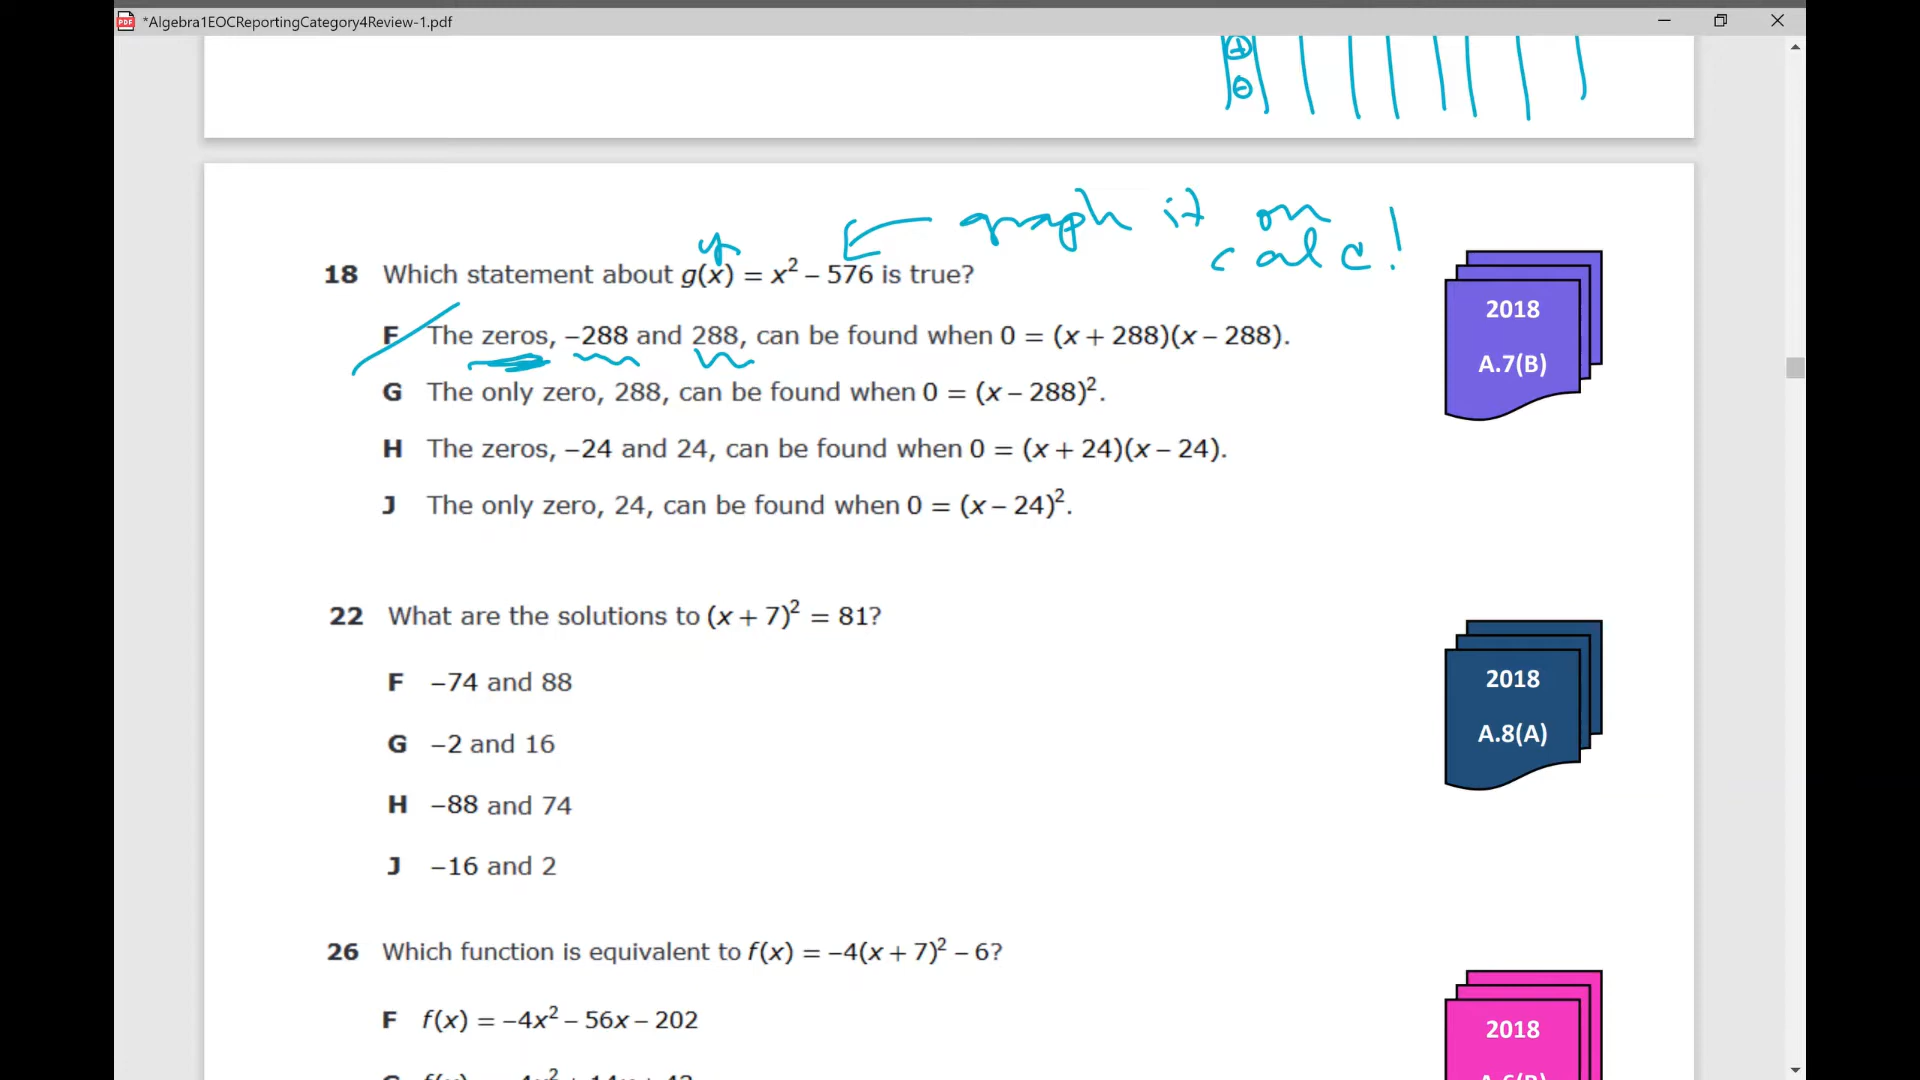 *Algebra1EOCReportingCategory4Review-1.pdf
+
-
graph it on
calc!
y
18 Which statement about g(x) = x² – 576 is true?
F The zeros, –288 and 288, can be found when 0 = (x + 288)(x – 288).
G The only zero, 288, can be found when 0 = (x – 288)².
H The zeros, –24 and 24, can be found when 0 = (x + 24)(x – 24).
J The only zero, 24, can be found when 0 = (x – 24)².
2018
A.7(B)
22 What are the solutions to (x + 7)² = 81?
F –74 and 88
G –2 and 16
H –88 and 74
J –16 and 2
2018
A.8(A)
26 Which function is equivalent to f(x) = –4(x + 7)² – 6?
F f(x) = –4x² – 56x – 202
2018